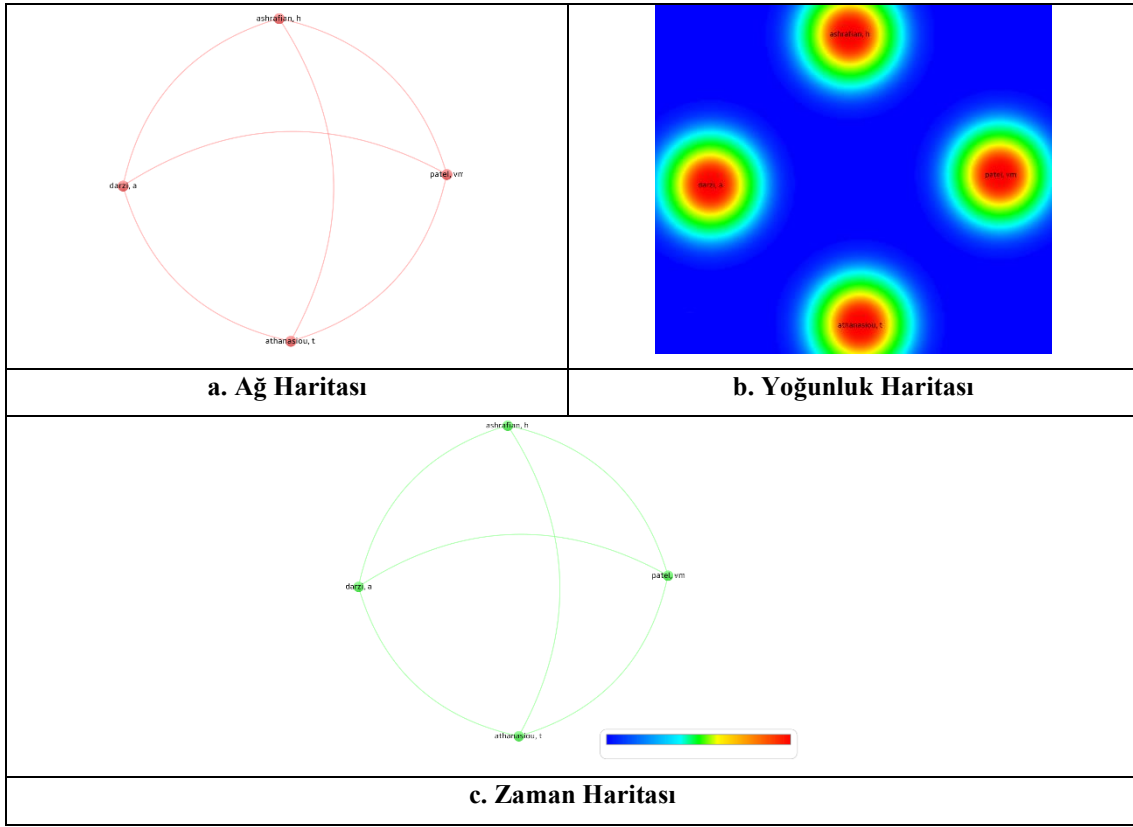 ashrafian, h
darzi, a
patel, vm
athanasiou, t
ashrafian, h
darzi, a
patel, vm
athanasiou, t
a. Ağ Haritası
b. Yoğunluk Haritası
ashrafian, h
darzi, a
patel, vm
athanasiou, t
c. Zaman Haritası